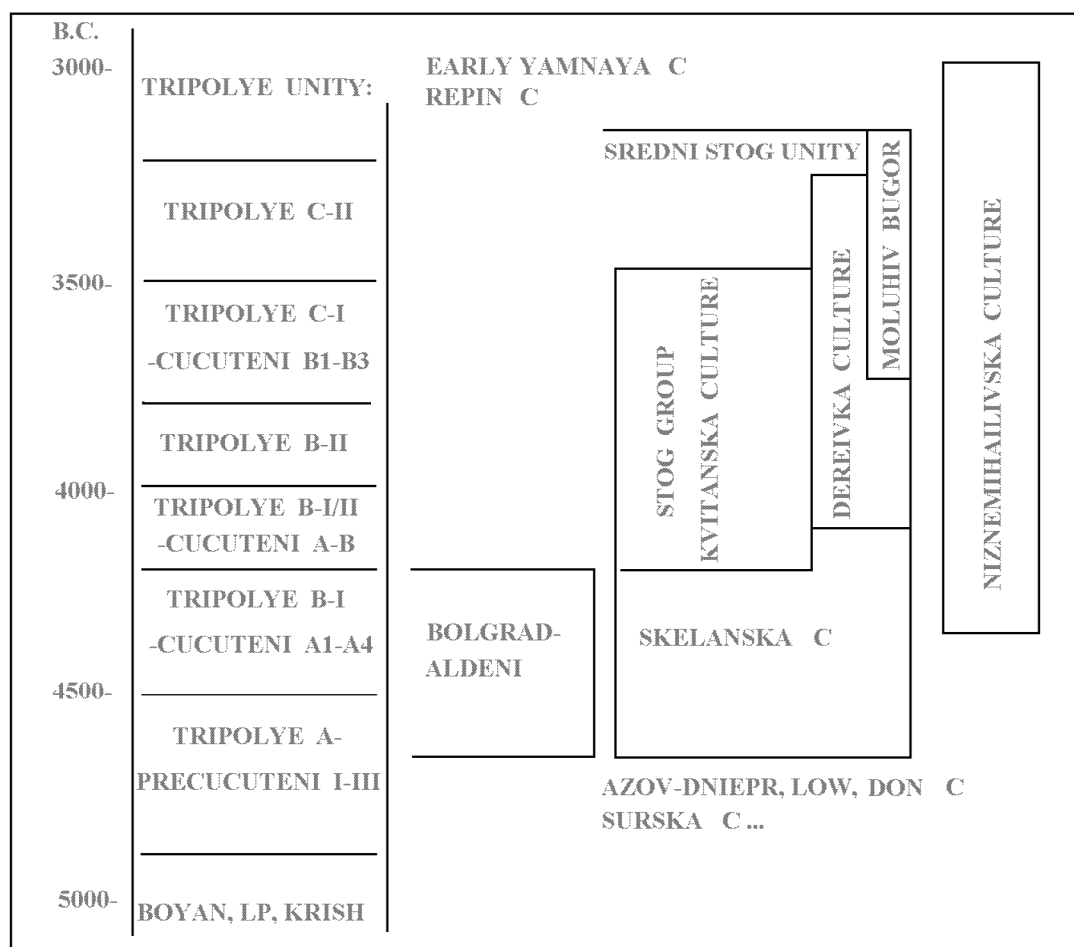 B.C.
3000-
TRIPOLYE UNITY:
TRIPOLYE C-II
3500-
TRIPOLYE C-I
-CUCUTENI B1-B3
TRIPOLYE B-II
4000-
TRIPOLYE B-I/II
-CUCUTENI A-B
TRIPOLYE B-I
-CUCUTENI A1-A4
4500-
TRIPOLYE A-
PRECUCUTENI I-III
5000-
BOYAN, LP, KRISH
EARLY YAMNAYA C
REPIN C
BOLGRAD-
ALDENI
SREDNI STOG UNITY
STOG GROUP
KVITANSKA CULTURE
DEREIVKA CULTURE
MOLUHIV BUGOR
SKELANSKA C
AZOV-DNIEPR, LOW, DON C
SURSKA C ...
NIZNEMIHAILIVSKA CULTURE